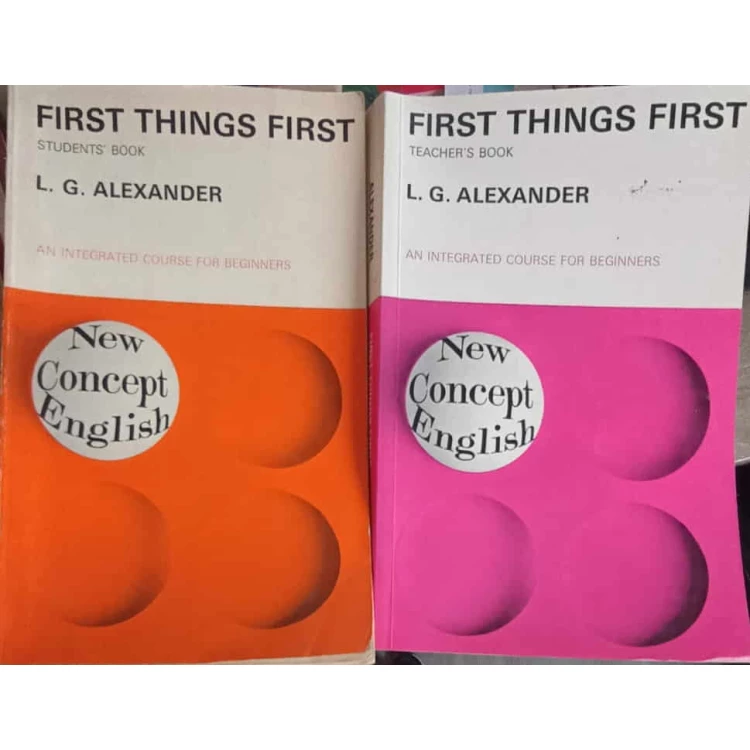 FIRST THINGS FIRST
STUDENTS' BOOK
L. G. ALEXANDER
AN INTEGRATED COURSE FOR BEGINNERS
New
Concept
English
ALEXANDER
FIRST THINGS FIRST
TEACHER'S BOOK
L. G. ALEXANDER
AN INTEGRATED COURSE FOR BEGINNERS
New
Concept
English